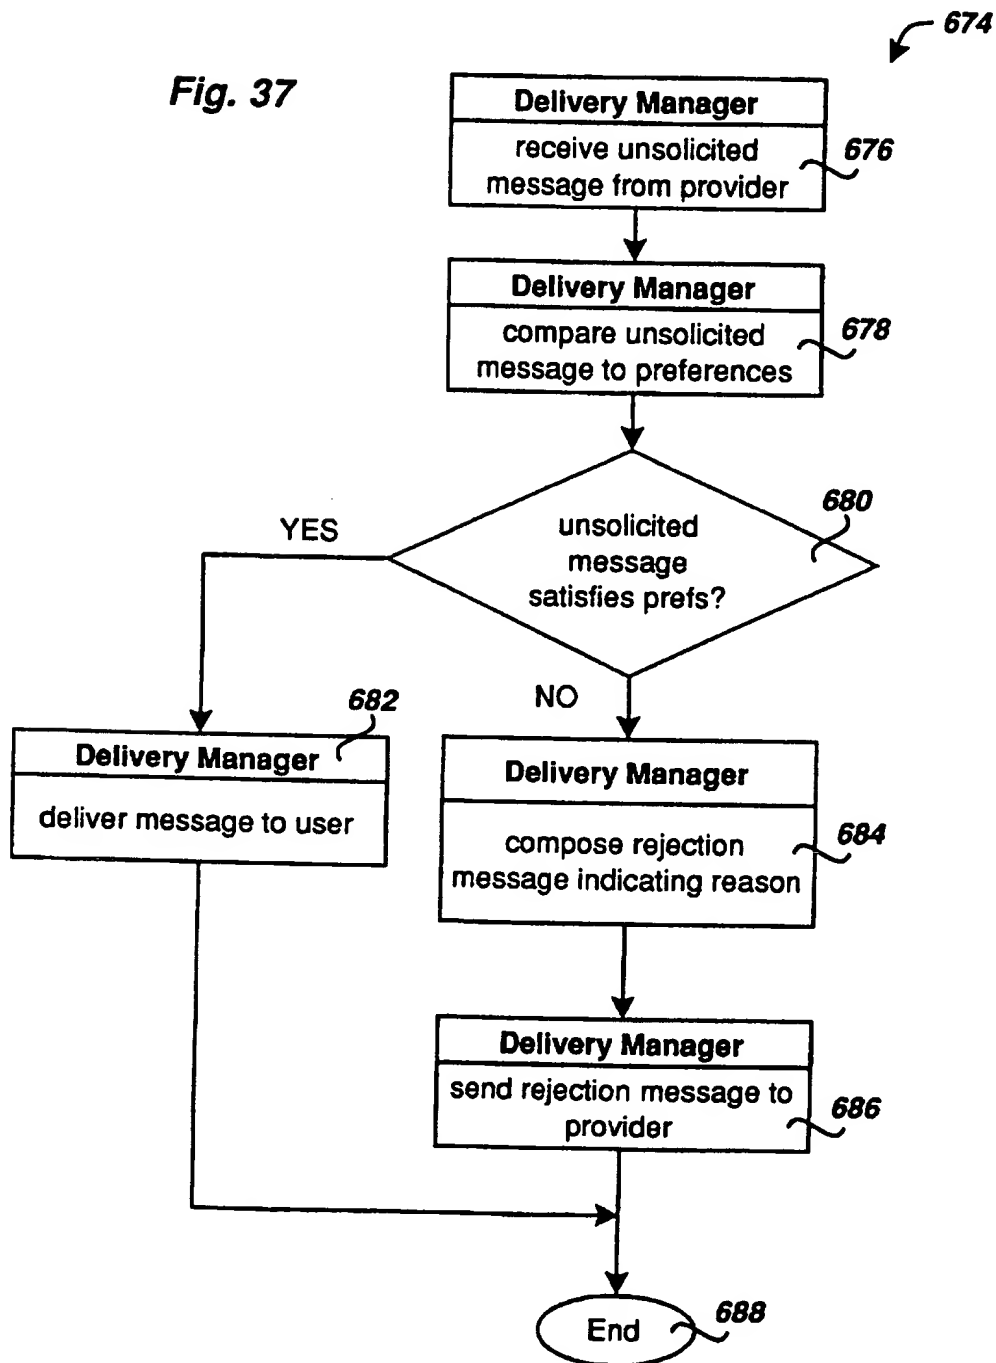 674
Fig. 37
Delivery Manager
receive unsolicited
message from provider
676
Delivery Manager
compare unsolicited
message to preferences
678
680
unsolicited
message
satisfies prefs?
YES
NO
682
Delivery Manager
deliver message to user
Delivery Manager
compose rejection
message indicating reason
684
Delivery Manager
send rejection message to
provider
686
End
688